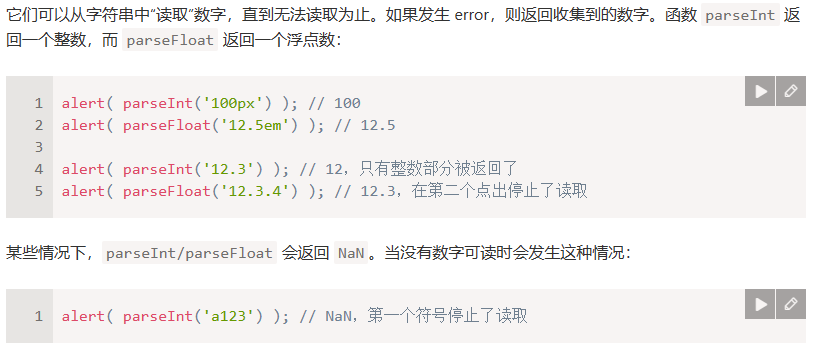 它们可以从字符串中“读取”数字，直到无法读取为止。如果发生 error，则返回收集到的数字。函数 parseInt 返
回一个整数，而 parseFloat 返回一个浮点数：
1 alert( parseInt('100px') ); // 100
2 alert( parseFloat('12.5em') ); // 12.5
3
4 alert( parseInt('12.3') ); // 12，只有整数部分被返回了
5 alert( parseFloat('12.3.4') ); // 12.3，在第二个点出停止了读取
某些情况下，parseInt/parseFloat 会返回 NaN。当没有数字可读时会发生这种情况：
1 alert( parseInt('a123') ); // NaN，第一个符号停止了读取